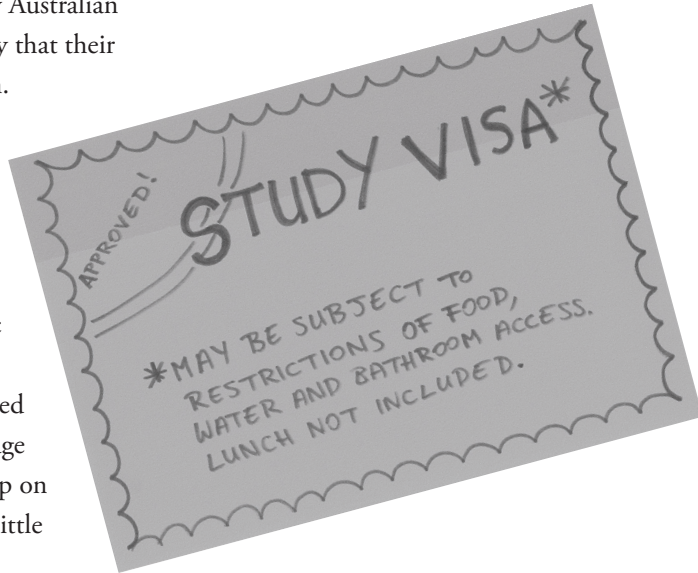 Australian
that their
APPROVED!
STUDY VISA*
*MAY BE SUBJECT TO
RESTRICTIONS OF FOOD,
WATER AND BATHROOM ACCESS.
LUNCH NOT INCLUDED.
p on